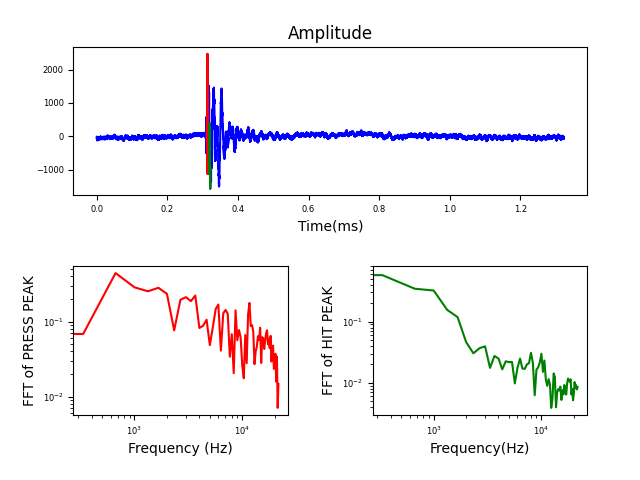 Amplitude
2000
1000
0
−1000
0.0 0.2 0.4 0.6 0.8 1.0 1.2
Time(ms)
FFT of PRESS PEAK
10⁻¹
10⁻²
10³ 10⁴
Frequency (Hz)
FFT of HIT PEAK
10⁻¹
10⁻²
10³ 10⁴
Frequency(Hz)